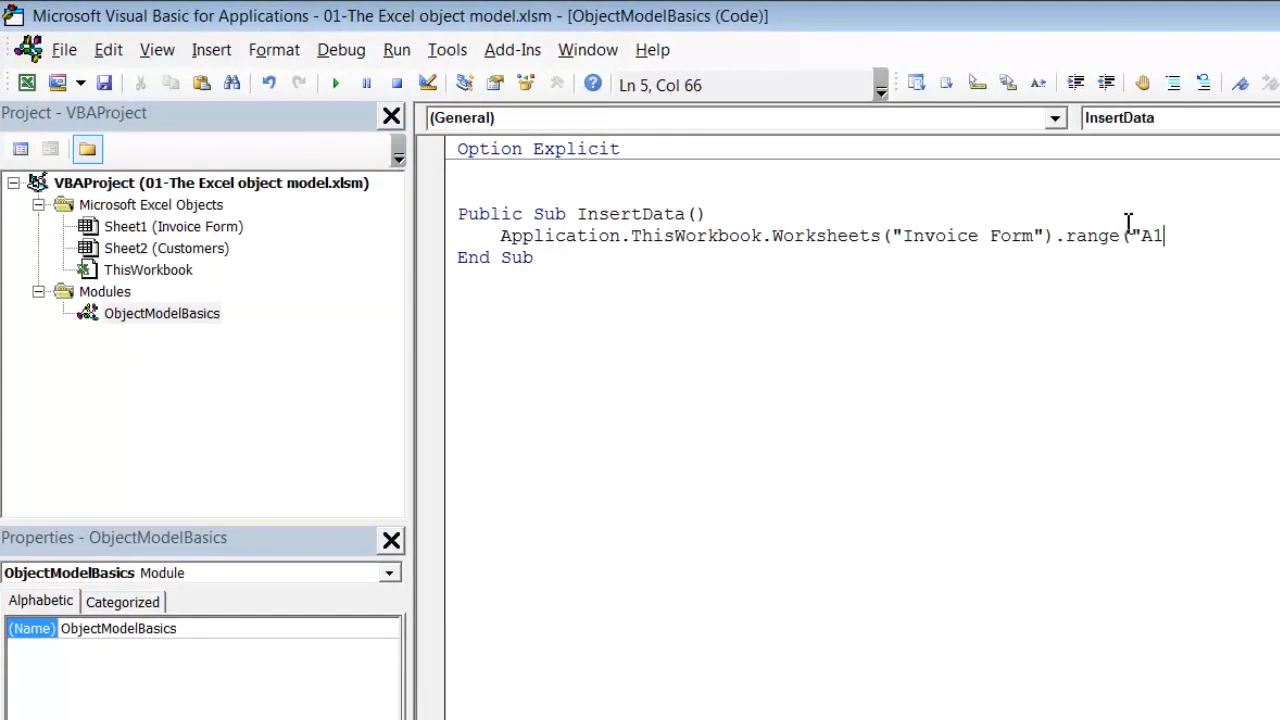 Microsoft Visual Basic for Applications - 01-The Excel object model.xlsm - [ObjectModelBasics (Code)]
File Edit View Insert Format Debug Run Tools Add-Ins Window Help
Ln 5, Col 66
Project - VBAProject
(General) InsertData
VBAProject (01-The Excel object model.xlsm)
Microsoft Excel Objects
Sheet1 (Invoice Form)
Sheet2 (Customers)
ThisWorkbook
Modules
ObjectModelBasics
Option Explicit
Public Sub InsertData()
Application.ThisWorkbook.Worksheets("Invoice Form").range("A1
End Sub
Properties - ObjectModelBasics
ObjectModelBasics Module
Alphabetic Categorized
(Name) ObjectModelBasics